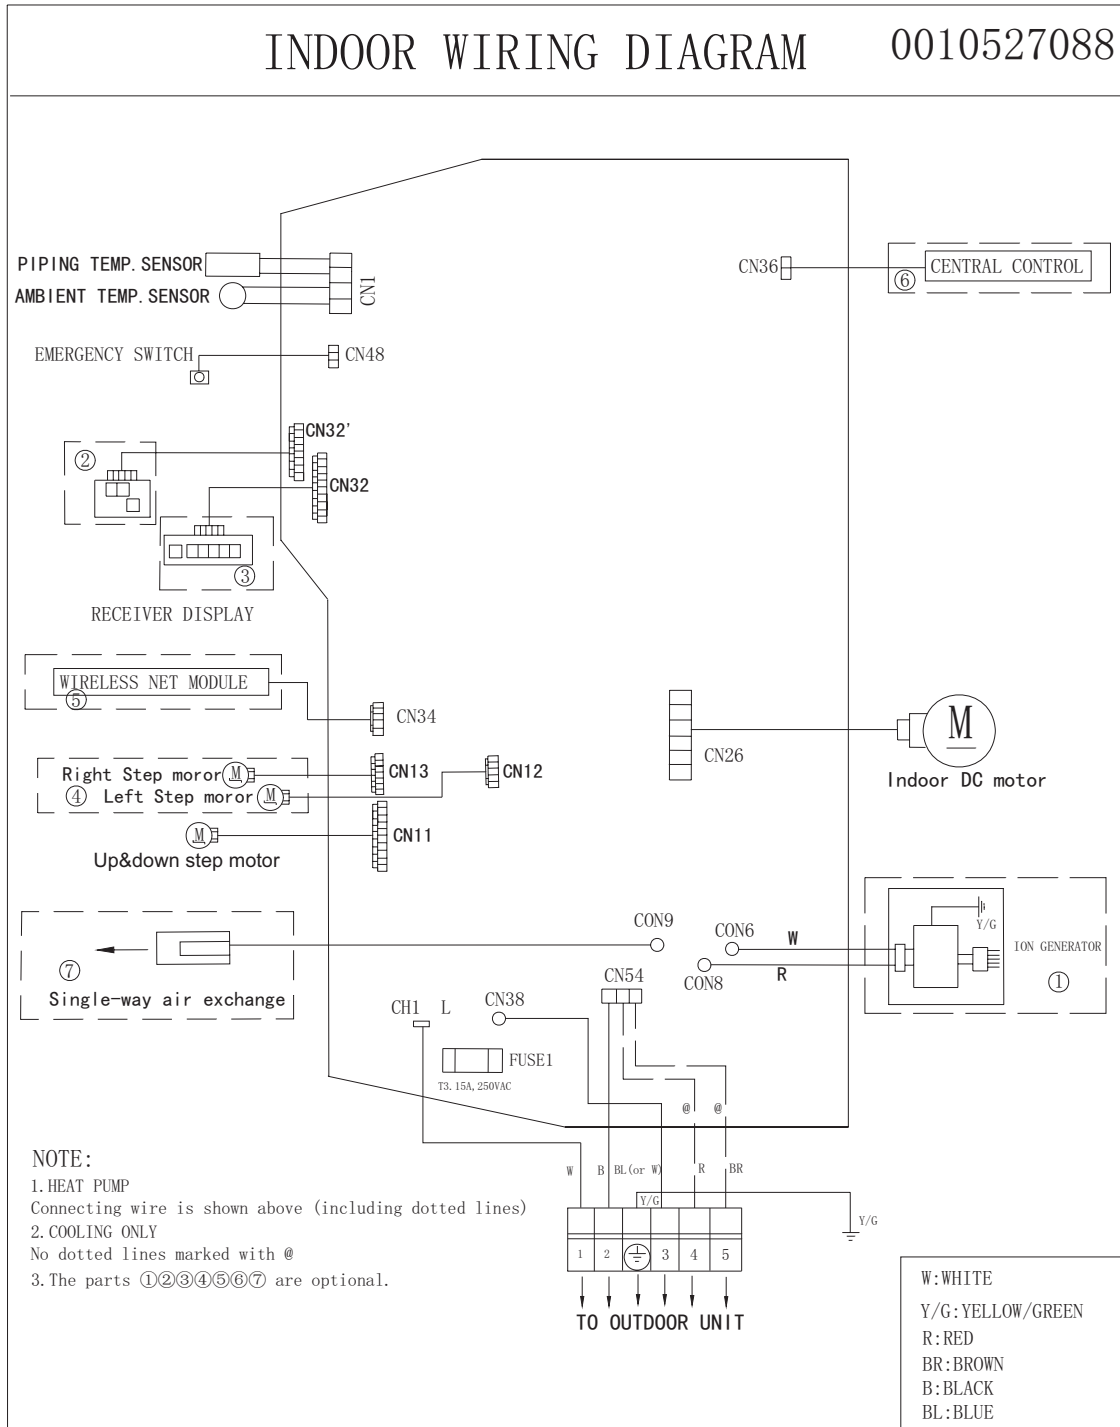 INDOOR WIRING DIAGRAM 0010527088
PIPING TEMP.SENSOR
AMBIENT TEMP.SENSOR
CN1
CN36
CENTRAL CONTROL
⑥
EMERGENCY SWITCH
CN48
CN32'
②
CN32
③
RECEIVER DISPLAY
WIRELESS NET MODULE
⑤
CN34
M
CN26
Indoor DC motor
Right Step moror M
CN13
CN12
④ Left Step moror M
M
CN11
Up&down step motor
CON9
CON6
W
Y/G
ION GENERATOR
⑦
CON8
R
①
Single-way air exchange
CN54
CH1 L
CN38
FUSE1
T3.15A,250VAC
@ @
NOTE:
1.HEAT PUMP
Connecting wire is shown above (including dotted lines)
2.COOLING ONLY
No dotted lines marked with @
3.The parts ①②③④⑤⑥⑦ are optional.
W B BL(or W) R BR
Y/G
Y/G
1 2 3 4 5
TO OUTDOOR UNIT
W:WHITE
Y/G:YELLOW/GREEN
R:RED
BR:BROWN
B:BLACK
BL:BLUE